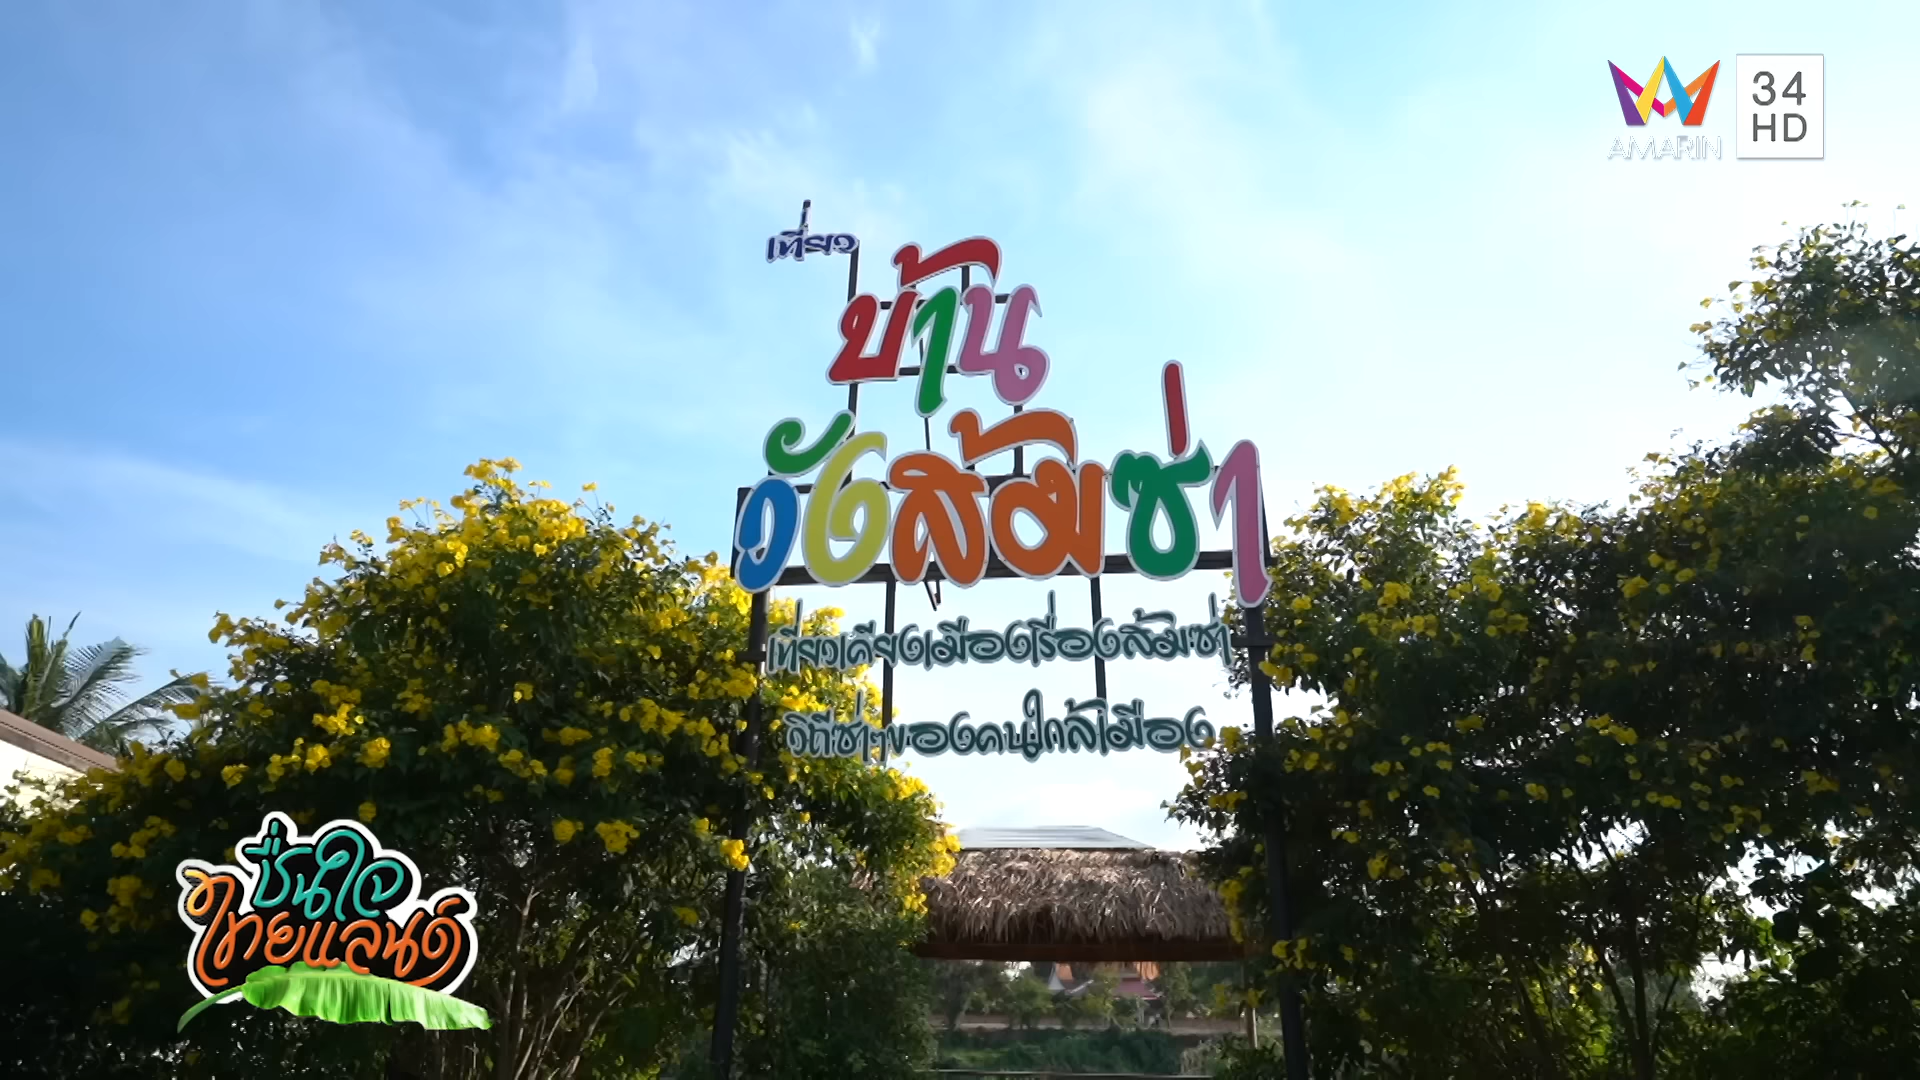 AMARIN
34
HD
เที่ยว
บ้าน
วังส้มซ่า
เที่ยวเคียงเมืองเรื่องส้มซ่า
วิถีซ่าๆของคนใกล้เมือง
ชื่นใจ
ไทยแลนด์